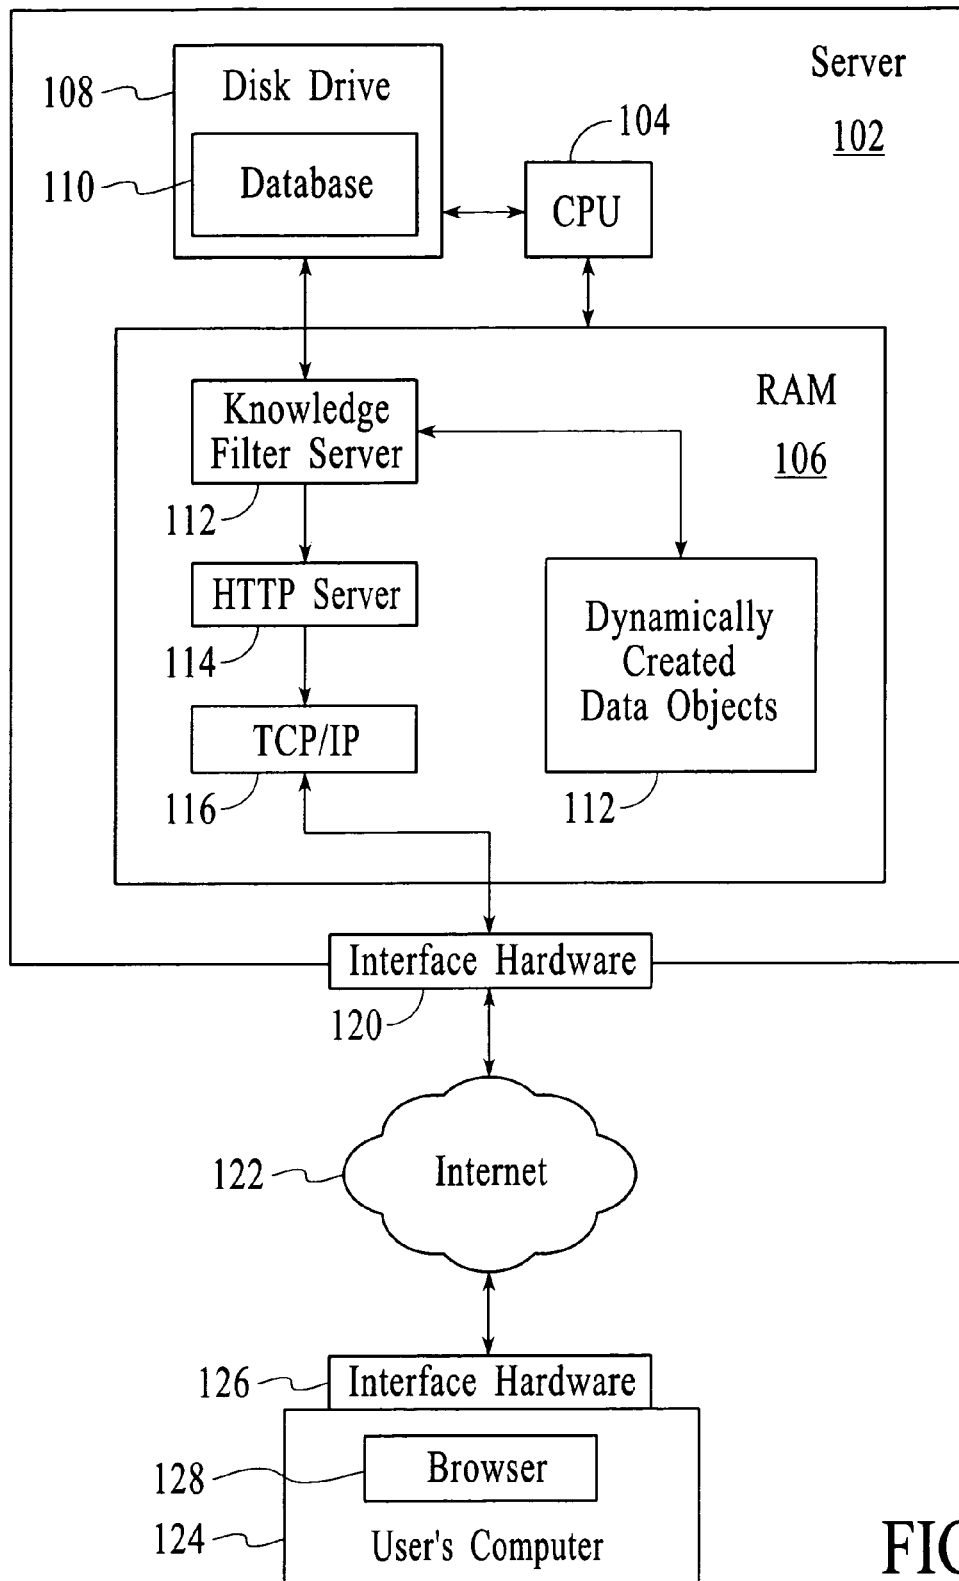 Server
102
108
Disk Drive
110
Database
104
CPU
RAM
106
Knowledge
Filter Server
112
HTTP Server
114
TCP/IP
116
Dynamically
Created
Data Objects
112
Interface Hardware
120
122
Internet
126
Interface Hardware
128
Browser
124
User's Computer
FIG